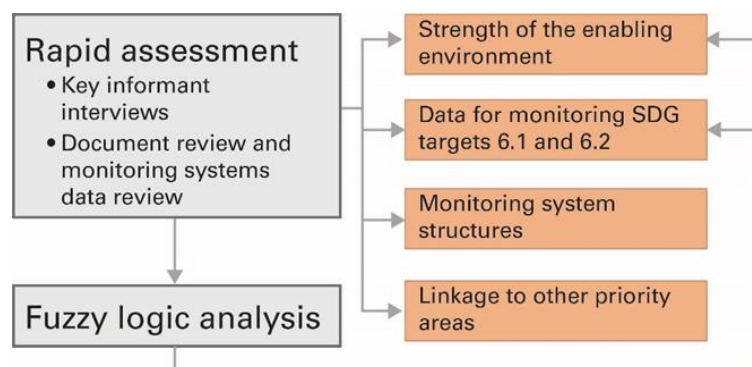 Rapid assessment
• Key informant
interviews
• Document review and
monitoring systems
data review
Fuzzy logic analysis
Strength of the enabling
environment
Data for monitoring SDG
targets 6.1 and 6.2
Monitoring system
structures
Linkage to other priority
areas